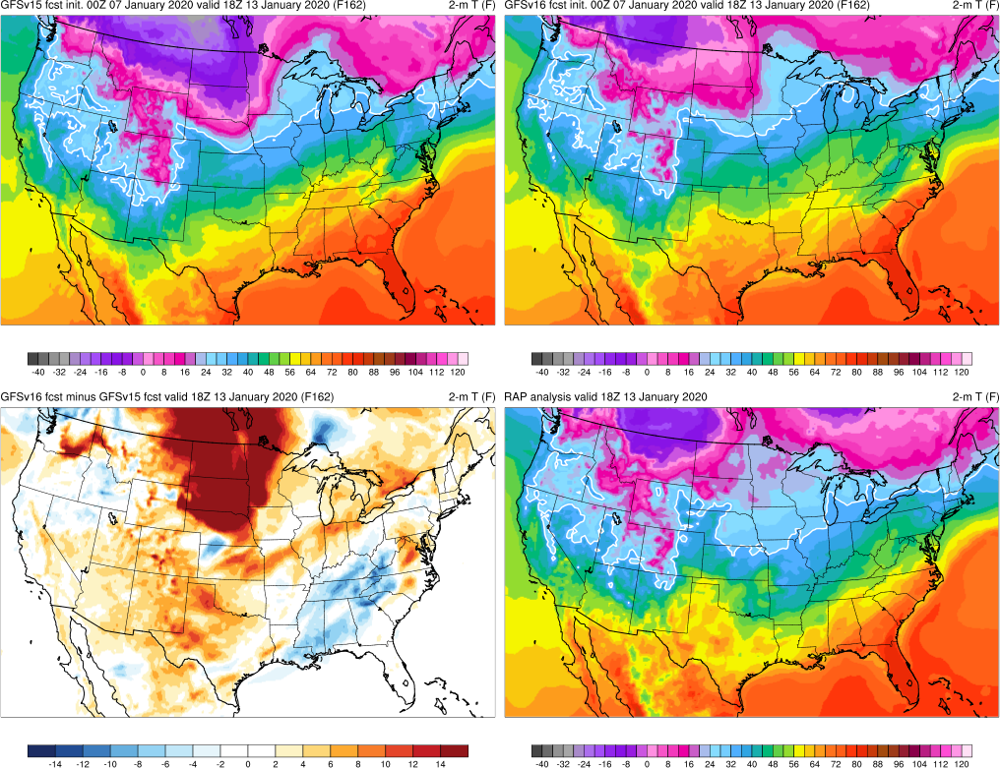 GFSv15 fcst init. 00Z 07 January 2020 valid 18Z 13 January 2020 (F162) 2-m T (F)
GFSv16 fcst init. 00Z 07 January 2020 valid 18Z 13 January 2020 (F162) 2-m T (F)
-40 -32 -24 -16 -8 0 8 16 24 32 40 48 56 64 72 80 88 96 104 112 120
-40 -32 -24 -16 -8 0 8 16 24 32 40 48 56 64 72 80 88 96 104 112 120
GFSv16 fcst minus GFSv15 fcst valid 18Z 13 January 2020 (F162) 2-m T (F)
RAP analysis valid 18Z 13 January 2020 2-m T (F)
-14 -12 -10 -8 -6 -4 -2 0 2 4 6 8 10 12 14
-40 -32 -24 -16 -8 0 8 16 24 32 40 48 56 64 72 80 88 96 104 112 120